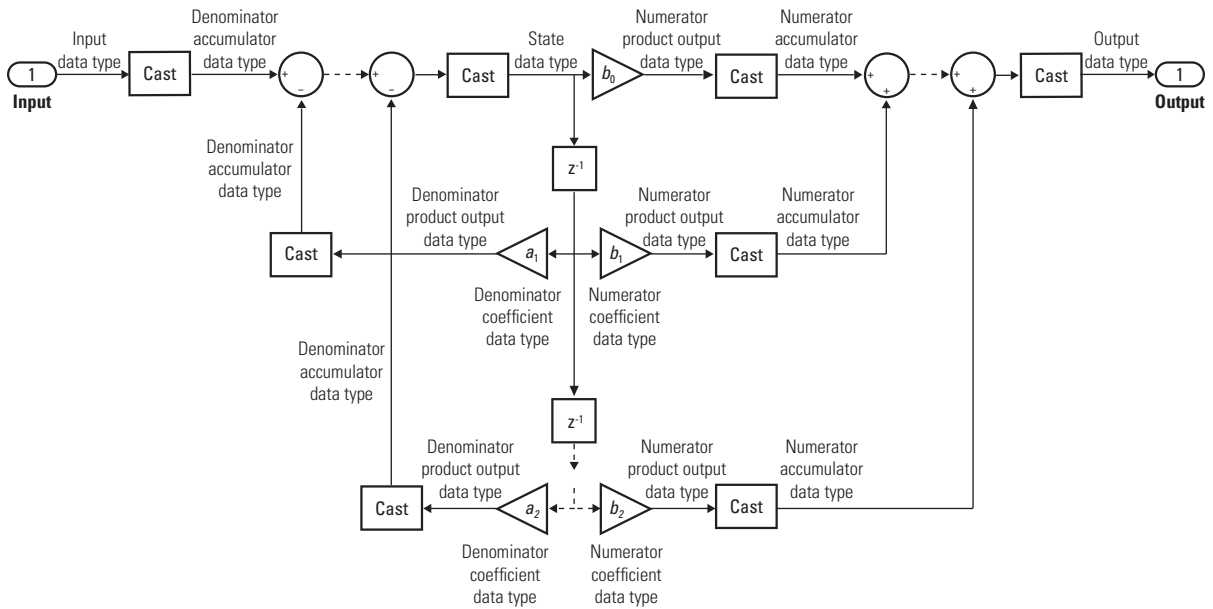 Input
data type
Denominator
accumulator
data type
State
data type
Numerator
product output
data type
Numerator
accumulator
data type
Output
data type
1
Input
Cast
+
−
+
−
Cast
b0
Cast
+
+
+
+
Cast
1
Output
Denominator
accumulator
data type
z-1
Denominator
product output
data type
Numerator
product output
data type
Numerator
accumulator
data type
Cast
a1
b1
Cast
Denominator
coefficient
data type
Numerator
coefficient
data type
Denominator
accumulator
data type
z-1
Denominator
product output
data type
Numerator
product output
data type
Numerator
accumulator
data type
Cast
a2
b2
Cast
Denominator
coefficient
data type
Numerator
coefficient
data type